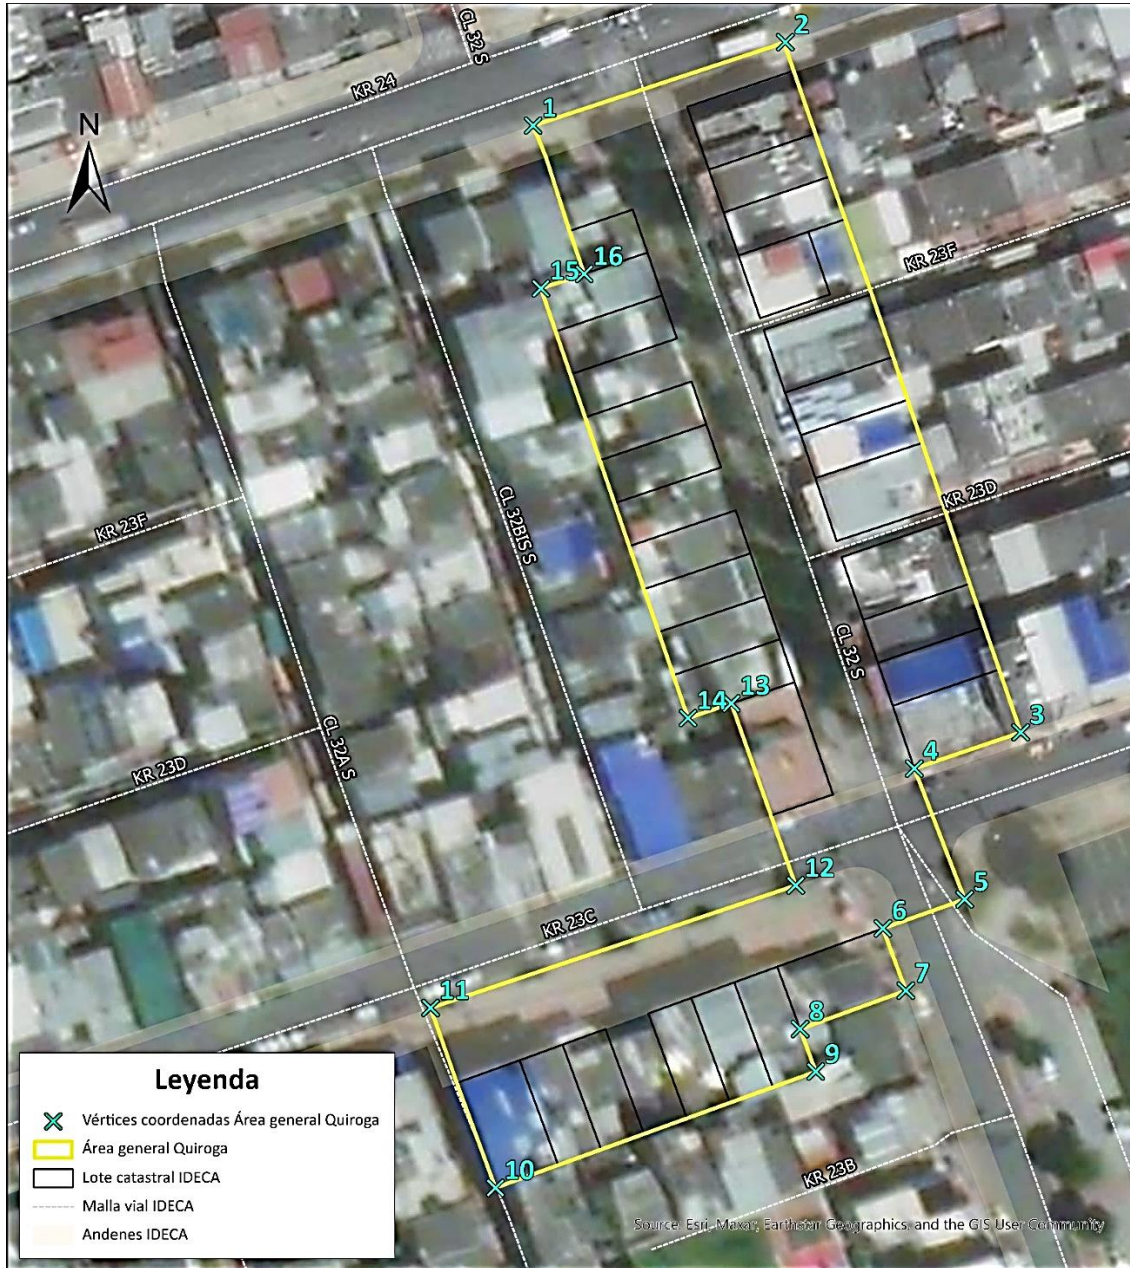 CL 32 S
2
KR 24
1
N
16
15
KR 23F
KR 23D
CL 32BIS S
KR 23F
CL 32 S
13
14
3
CL 32A S
4
KR 23D
12
5
6
KR 23C
7
11
8
9
Leyenda
Vértices coordenadas Área general Quiroga
Área general Quiroga
Lote catastral IDECA
Malla vial IDECA
Andenes IDECA
10
KR 23B
Source: Esri, Maxar, Earthstar Geographics, and the GIS User Community